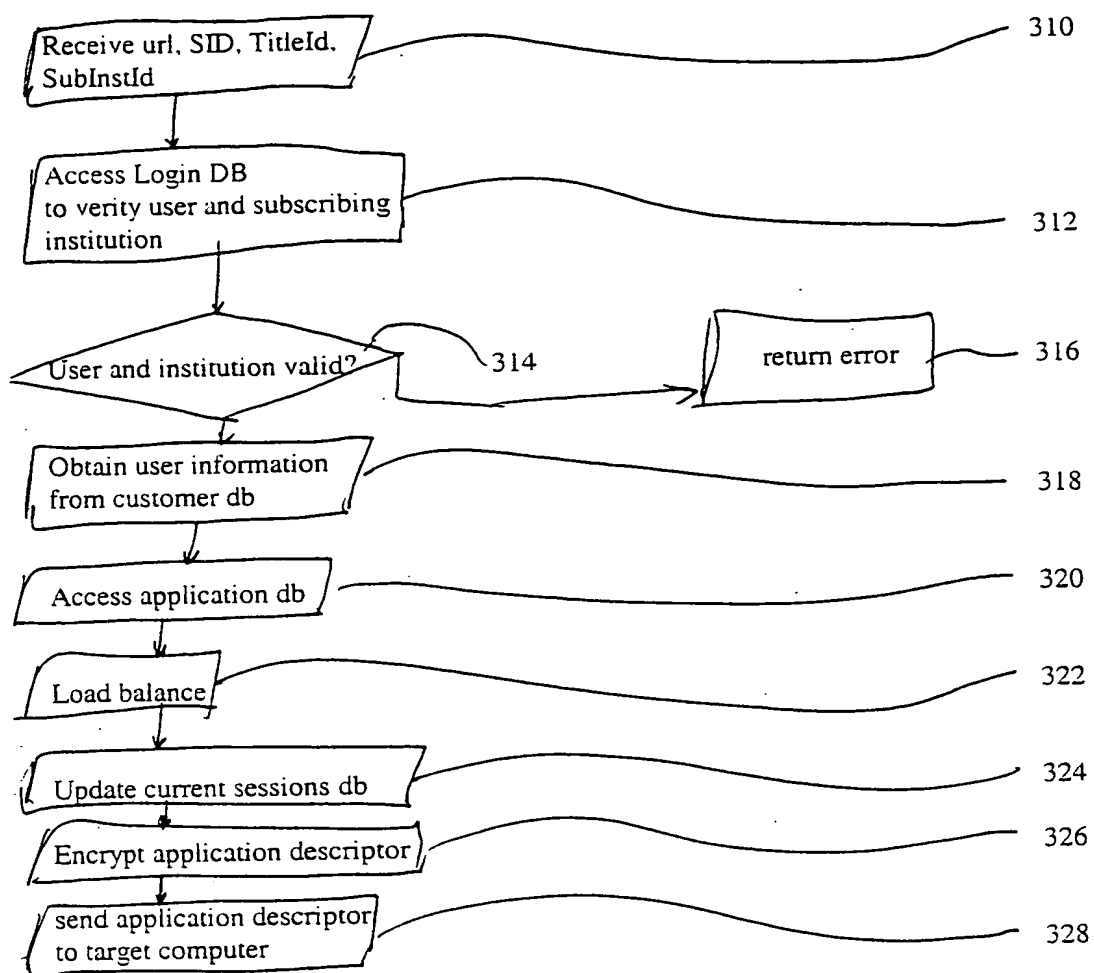 Receive url, SID, TitleId,
SubInstId
310
Access Login DB
to verity user and subscribing
institution
312
User and institution valid?
314
return error
316
Obtain user information
from customer db
318
Access application db
320
Load balance
322
Update current sessions db
324
Encrypt application descriptor
326
send application descriptor
to target computer
328